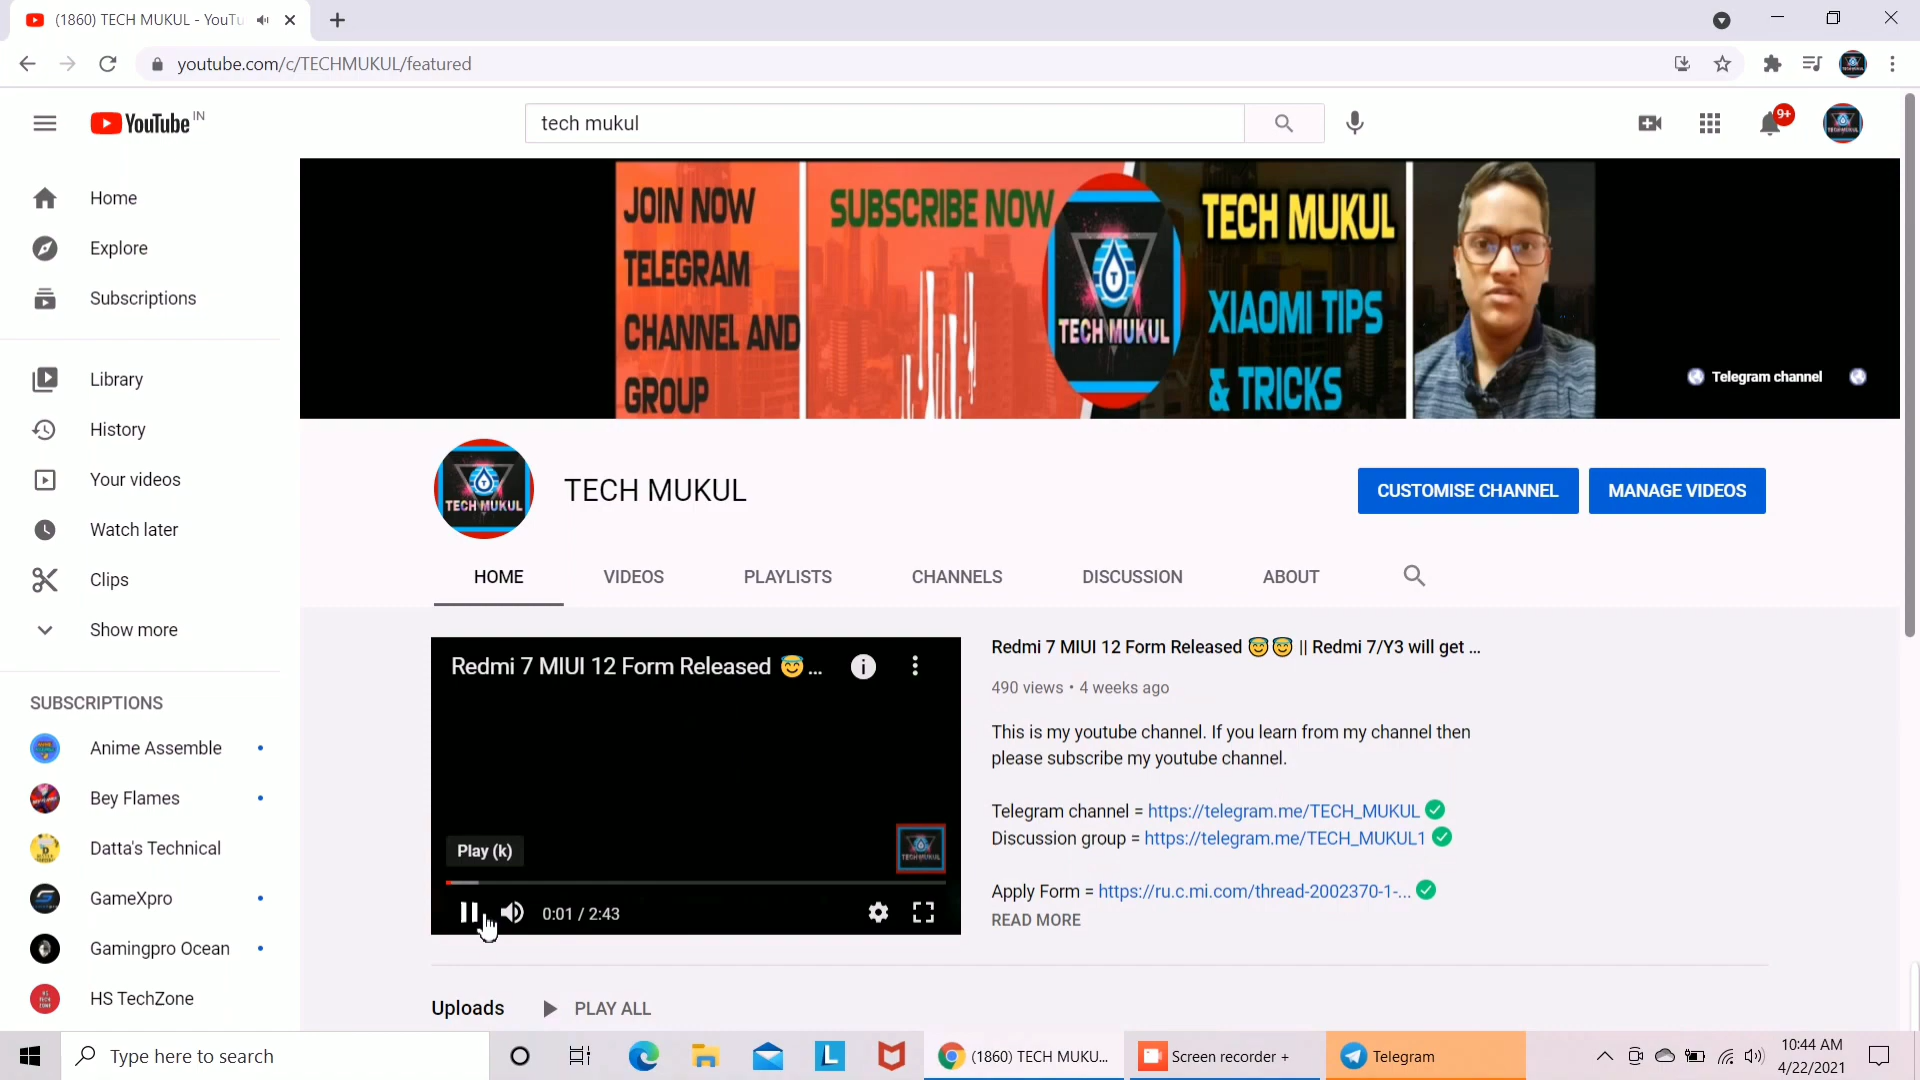 (1860) TECH MUKUL - YouTu
youtube.com/c/TECHMUKUL/featured
YouTube IN
tech mukul
9+
Home
Explore
Subscriptions
Library
History
Your videos
Watch later
Clips
Show more
SUBSCRIPTIONS
Anime Assemble
Bey Flames
Datta's Technical
GameXpro
Gamingpro Ocean
HS TechZone
JOIN NOW
TELEGRAM
CHANNEL AND
GROUP
SUBSCRIBE NOW
TECH MUKUL
TECH MUKUL
XIAOMI TIPS
& TRICKS
Telegram channel
TECH MUKUL
TECH MUKUL
CUSTOMISE CHANNEL
MANAGE VIDEOS
HOME
VIDEOS
PLAYLISTS
CHANNELS
DISCUSSION
ABOUT
Redmi 7 MIUI 12 Form Released 😇 ...
Play (k)
TECH MUKUL
0:01 / 2:43
Redmi 7 MIUI 12 Form Released 😇😇 || Redmi 7/Y3 will get ...
490 views • 4 weeks ago
This is my youtube channel. If you learn from my channel then
please subscribe my youtube channel.
Telegram channel = https://telegram.me/TECH_MUKUL ✅
Discussion group = https://telegram.me/TECH_MUKUL1 ✅
Apply Form = https://ru.c.mi.com/thread-2002370-1-... ✅
READ MORE
Uploads
PLAY ALL
Type here to search
(1860) TECH MUKU...
Screen recorder +
Telegram
10:44 AM
4/22/2021